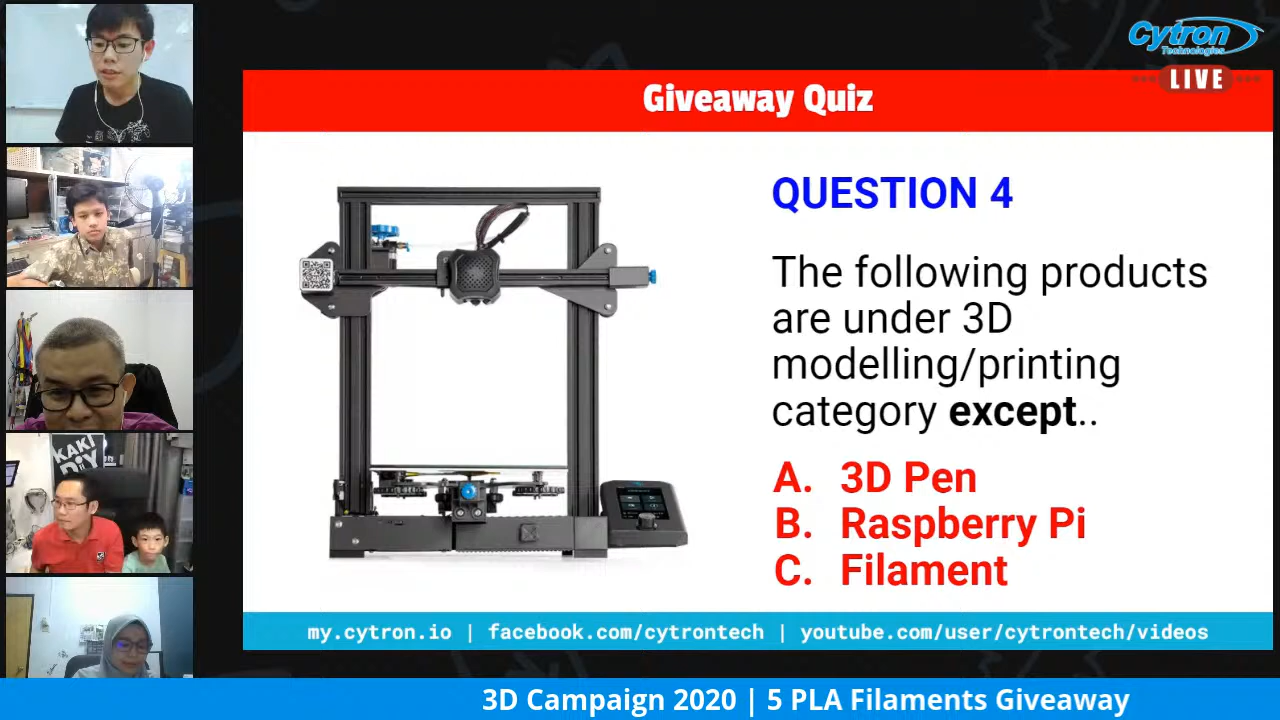 Cytron
Technologies
LIVE
Giveaway Quiz
QUESTION 4
The following products
are under 3D
modelling/printing
category except..
A. 3D Pen
B. Raspberry Pi
C. Filament
KAKI
DiY
my.cytron.io | facebook.com/cytrontech | youtube.com/user/cytrontech/videos
3D Campaign 2020 | 5 PLA Filaments Giveaway